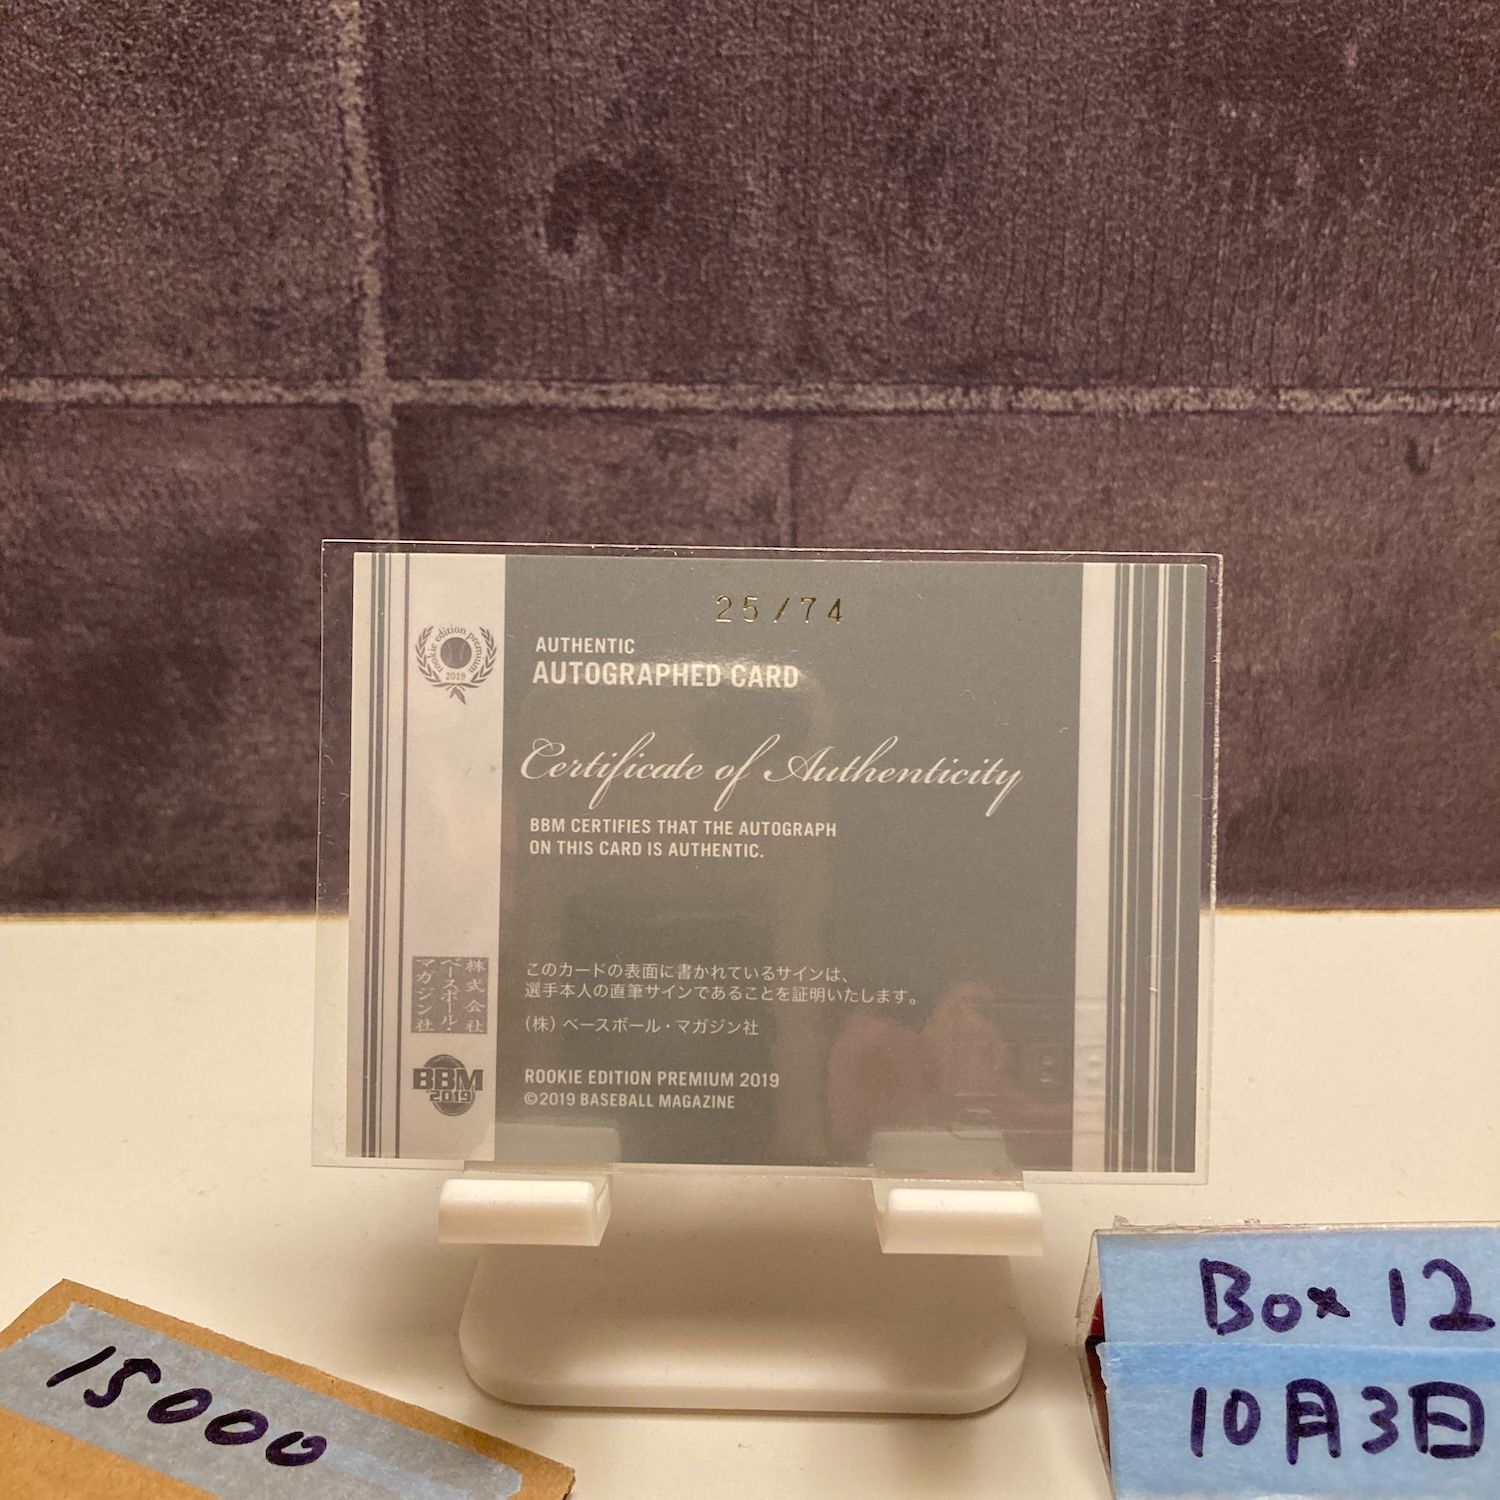 25/74
rookie edition premium
2019
AUTHENTIC
AUTOGRAPHED CARD
Certificate of Authenticity
BBM CERTIFIES THAT THE AUTOGRAPH
ON THIS CARD IS AUTHENTIC.
このカードの表面に書かれているサインは、
選手本人の直筆サインであることを証明いたします。
(株)ベースボール・マガジン社
株式会社
ベースボール・
マガジン社
BBM
2019
ROOKIE EDITION PREMIUM 2019
©2019 BASEBALL MAGAZINE
15000
Box 12
10月3日